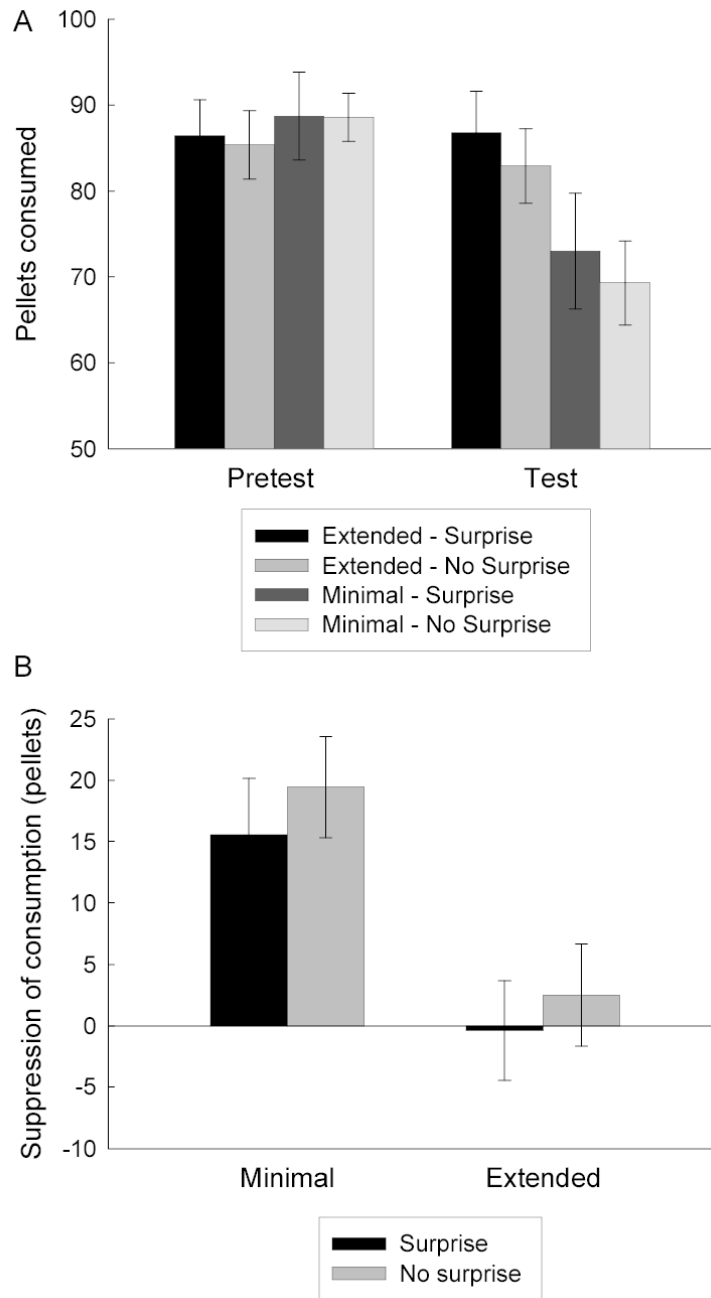 A
Pellets consumed
100
90
80
70
60
50
Pretest
Test
Extended - Surprise
Extended - No Surprise
Minimal - Surprise
Minimal - No Surprise
B
Suppression of consumption (pellets)
25
20
15
10
5
0
-5
-10
Minimal
Extended
Surprise
No surprise